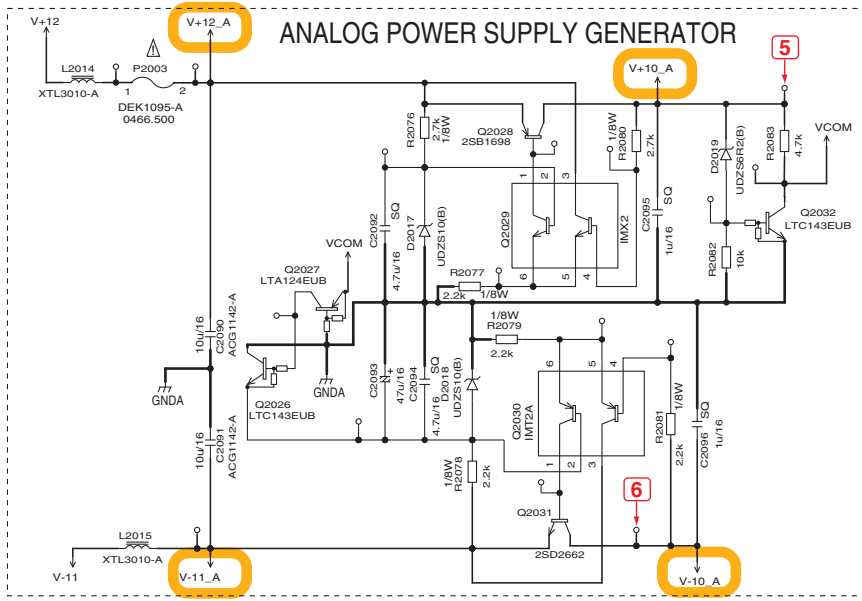 ANALOG POWER SUPPLY GENERATOR
V+12
V+12_A
L2014
XTL3010-A
P2003
1
2
DEK1095-A
0466.500
V+10_A
5
R2076
2.7k
1/8W
Q2028
2SB1698
1/8W
R2080
2.7k
D2019
UDZS6R2(B)
R2083
4.7k
VCOM
1
2
3
Q2029
IMX2
6
5
4
C2092
SQ
4.7u/16
D2017
UDZS10(B)
C2095
SQ
1u/16
R2082
10k
Q2032
LTC143EUB
VCOM
Q2027
LTA124EUB
R2077
2.2k
1/8W
10u/16
C2090
ACG1142-A
GNDA
Q2026
LTC143EUB
GNDA
C2093
47u/16
+
C2094
SQ
4.7u/16
D2018
UDZS10(B)
1/8W
R2079
2.2k
6
5
4
Q2030
IMT2A
1
2
3
1/8W
R2081
2.2k
C2096
SQ
1u/16
10u/16
C2091
ACG1142-A
1/8W
R2078
2.2k
Q2031
2SD2662
6
L2015
XTL3010-A
V-11
V-11_A
V-10_A